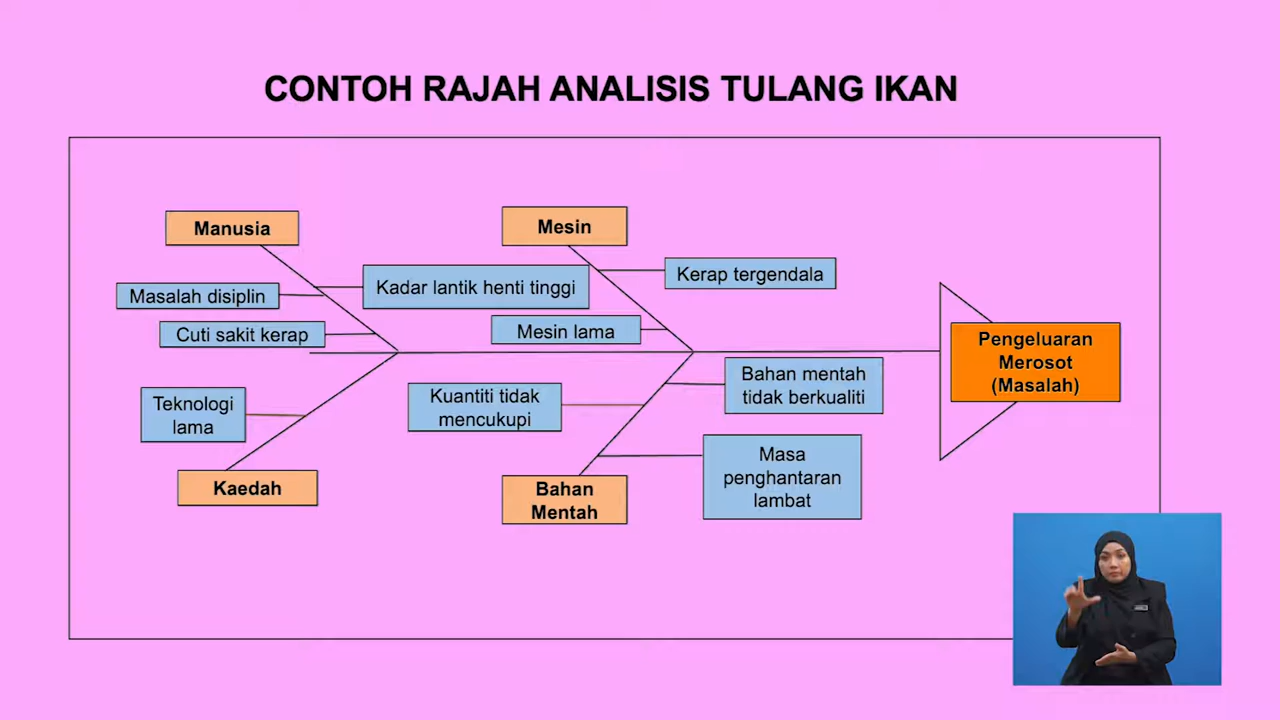 CONTOH RAJAH ANALISIS TULANG IKAN
Manusia
Mesin
Kadar lantik henti tinggi
Kerap tergendala
Masalah disiplin
Cuti sakit kerap
Mesin lama
Pengeluaran
Merosot
(Masalah)
Teknologi
lama
Kuantiti tidak
mencukupi
Bahan mentah
tidak berkualiti
Masa
penghantaran
lambat
Kaedah
Bahan
Mentah